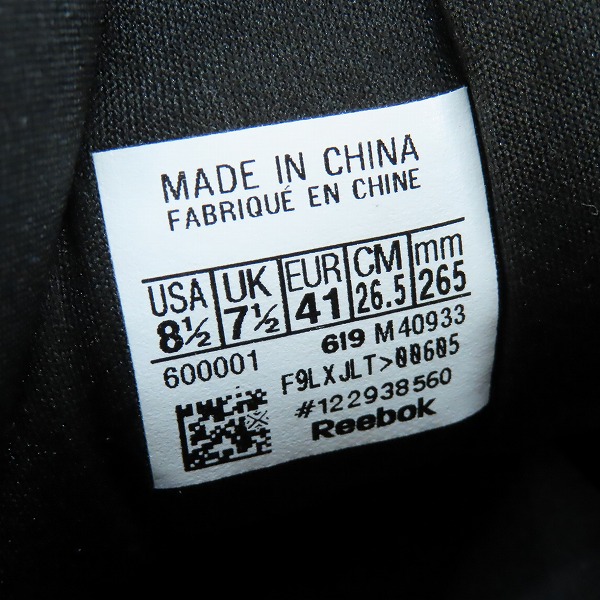 MADE IN CHINA
FABRIQUÉ EN CHINE
USA UK EUR CM mm
8½ 7½ 41 26.5 265
600001 619 M40933
F9LXJLT>00605
#122938560
Reebok